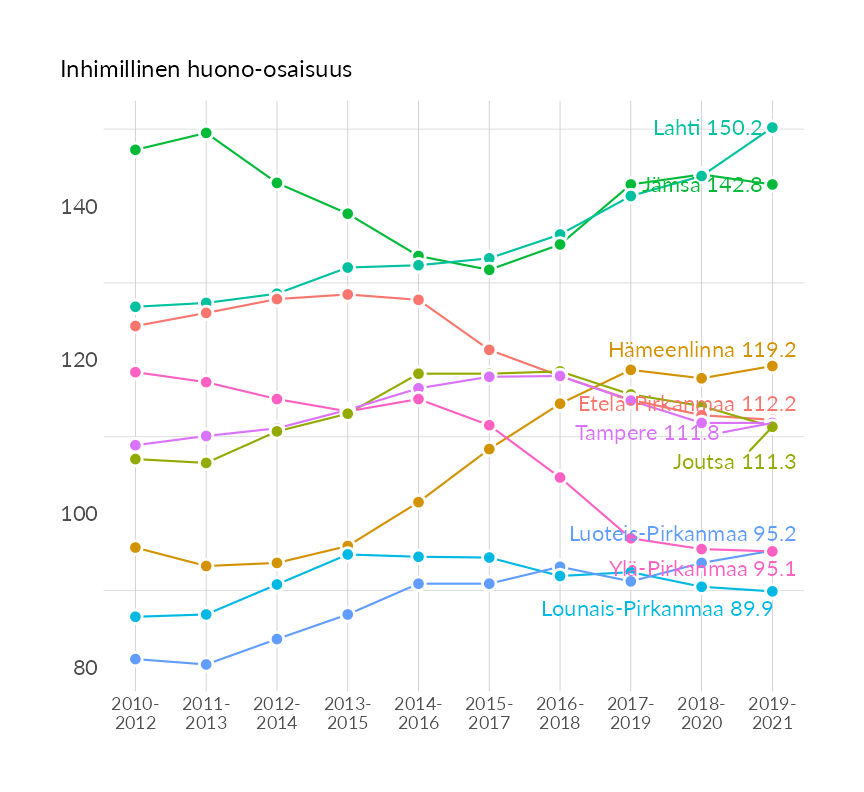 Inhimillinen huono-osaisuus
Lahti 150.2
Jämsä 142.8
140
Hämeenlinna 119.2
120
Etelä-Pirkanmaa 112.2
Tampere 111.8
Joutsa 111.3
100
Luoteis-Pirkanmaa 95.2
Ylä-Pirkanmaa 95.1
Lounais-Pirkanmaa 89.9
80
2010- 2011- 2012- 2013- 2014- 2015- 2016- 2017- 2018- 2019-
2012 2013 2014 2015 2016 2017 2018 2019 2020 2021